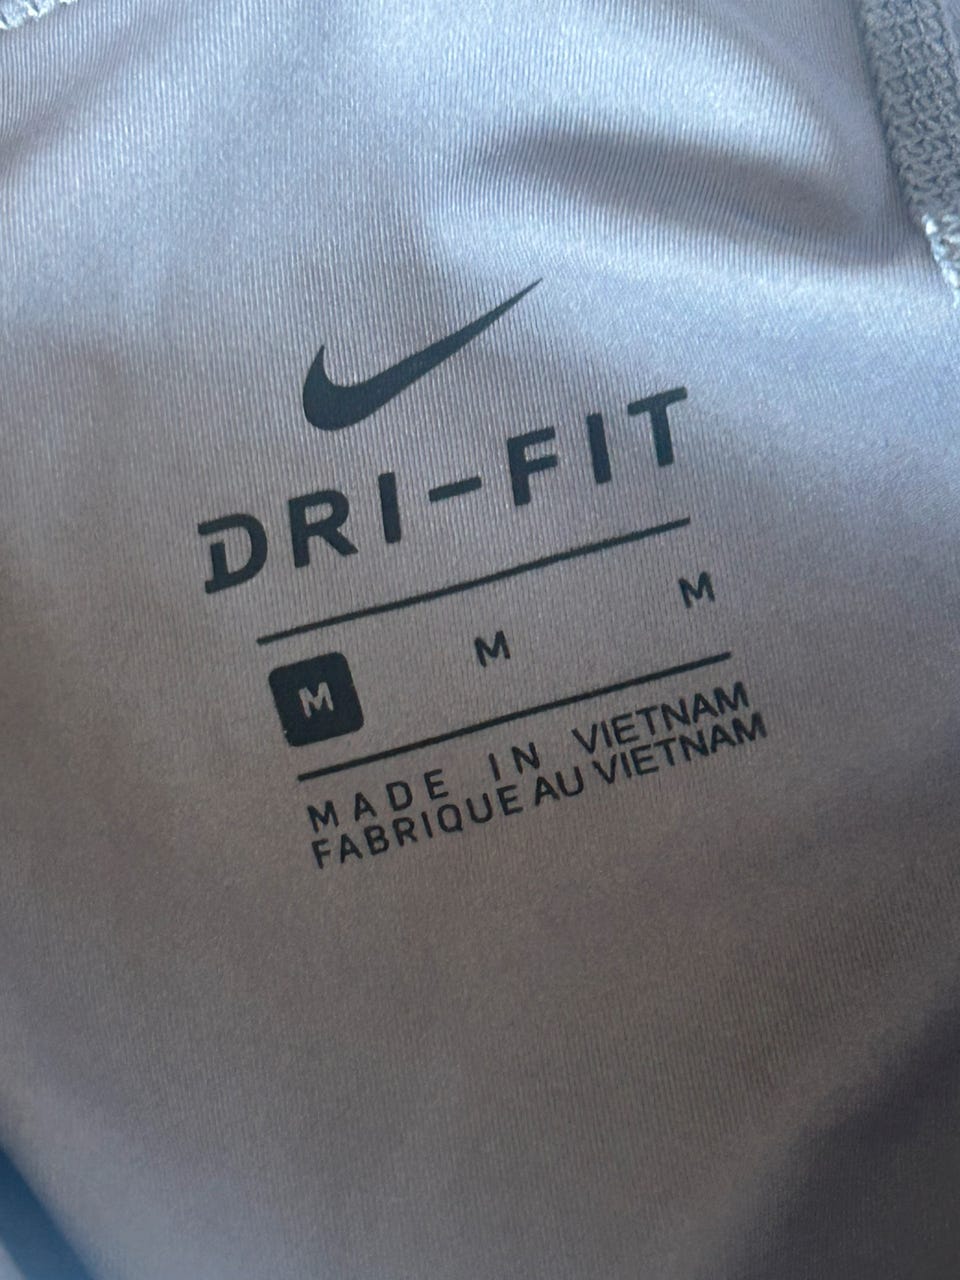 DRI-FIT
M M M
MADE IN VIETNAM
FABRIQUE AU VIETNAM